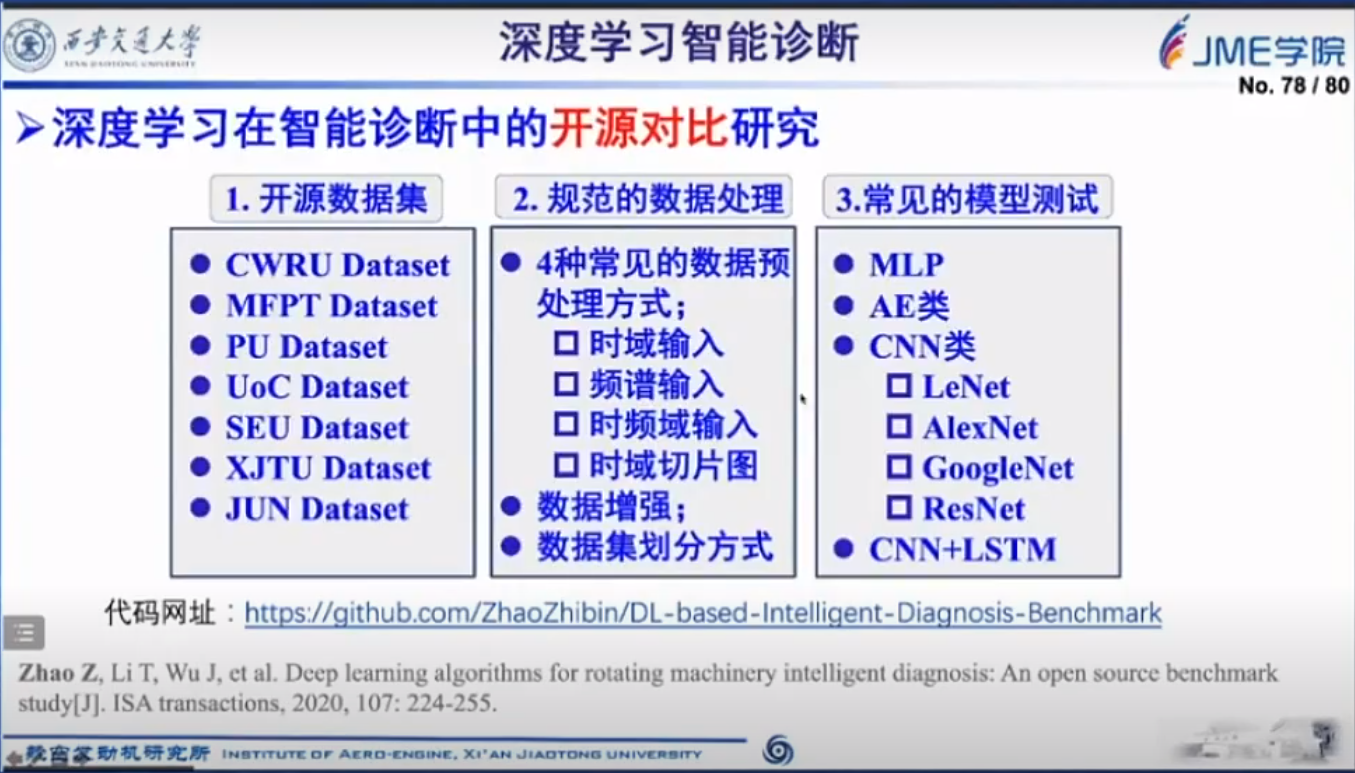 西安交通大学
XI'AN JIAOTONG UNIVERSITY
深度学习智能诊断
JME学院
No. 78 / 80
深度学习在智能诊断中的开源对比研究
1. 开源数据集
CWRU Dataset
MFPT Dataset
PU Dataset
UoC Dataset
SEU Dataset
XJTU Dataset
JUN Dataset
2. 规范的数据处理
4种常见的数据预
处理方式；
时域输入
频谱输入
时频域输入
时域切片图
数据增强；
数据集划分方式
3.常见的模型测试
MLP
AE类
CNN类
LeNet
AlexNet
GoogleNet
ResNet
CNN+LSTM
代码网址：https://github.com/ZhaoZhibin/DL-based-Intelligent-Diagnosis-Benchmark
Zhao Z, Li T, Wu J, et al. Deep learning algorithms for rotating machinery intelligent diagnosis: An open source benchmark
study[J]. ISA transactions, 2020, 107: 224-255.
航空发动机研究所 INSTITUTE OF AERO-ENGINE, XI'AN JIAOTONG UNIVERSITY